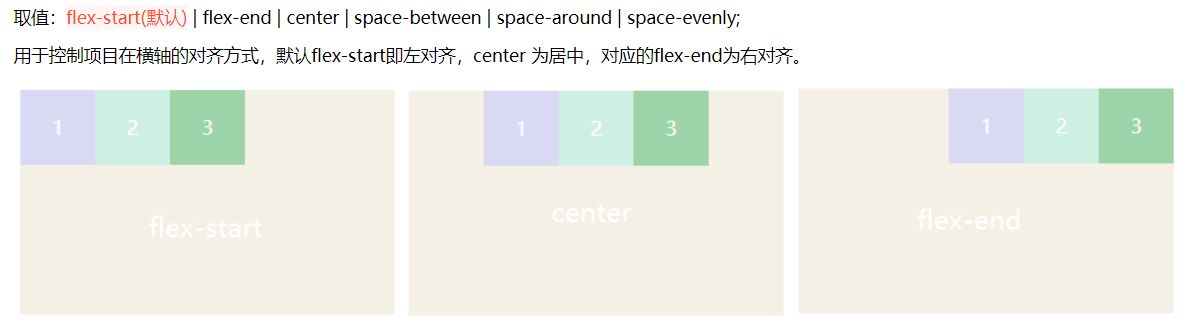 取值：flex-start(默认) | flex-end | center | space-between | space-around | space-evenly;
用于控制项目在横轴的对齐方式，默认flex-start即左对齐，center 为居中，对应的flex-end为右对齐。
1 2 3
flex-start
1 2 3
center
1 2 3
flex-end